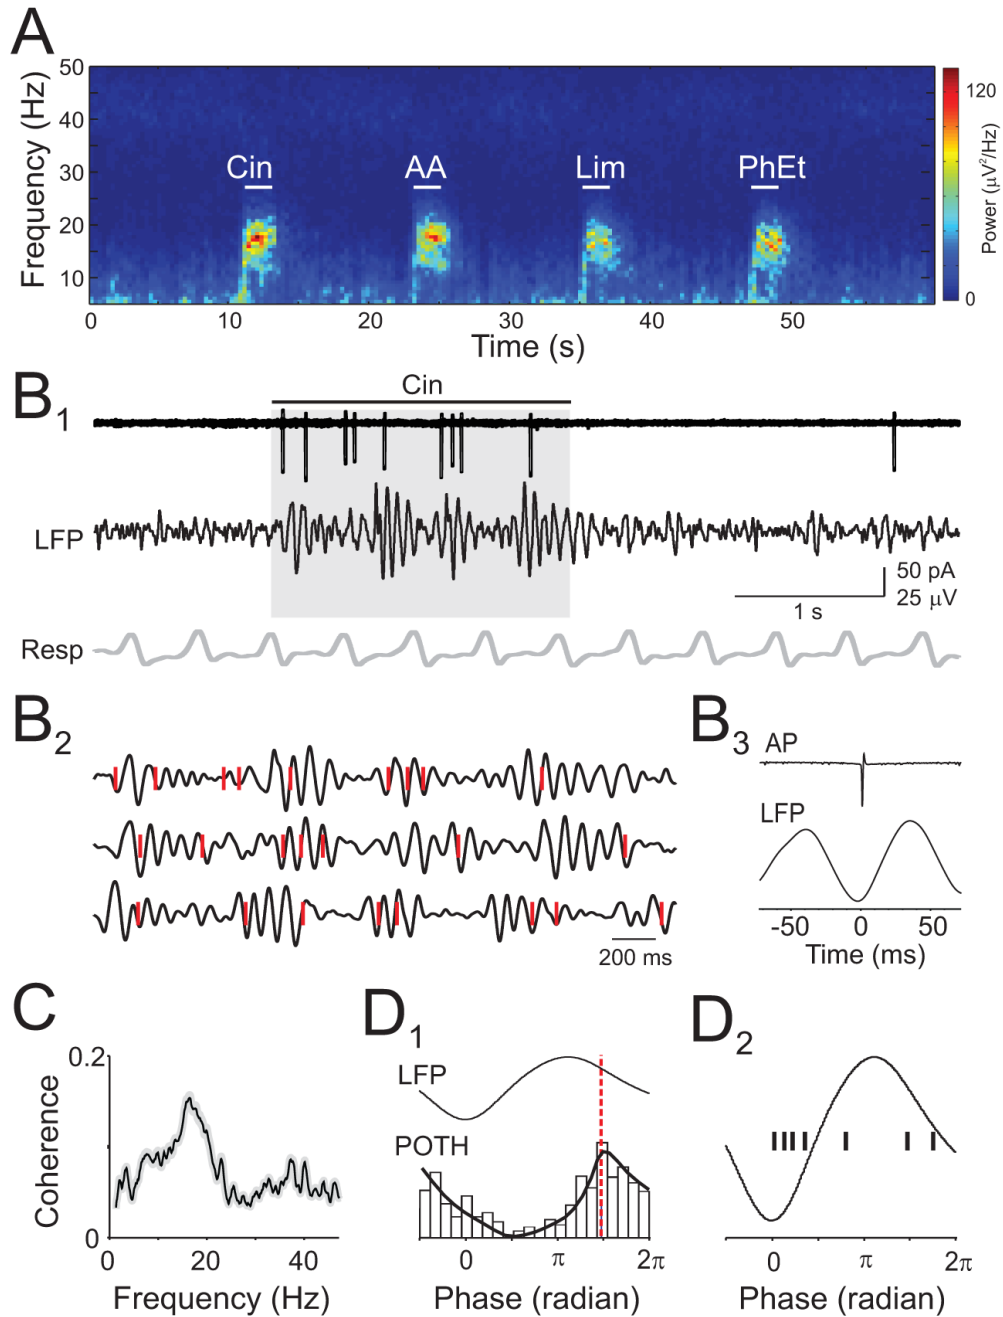 A
50
40
30
20
10
Frequency (Hz)
Cin
AA
Lim
PhEt
0
10
20
30
40
50
Time (s)
120
0
Power (μV²/Hz)
B1
Cin
LFP
50 pA
25 μV
1 s
Resp
B2
200 ms
B3
AP
LFP
-50
0
50
Time (ms)
C
0.2
0
Coherence
0
20
40
Frequency (Hz)
D1
LFP
POTH
0
π
2π
Phase (radian)
D2
0
π
2π
Phase (radian)